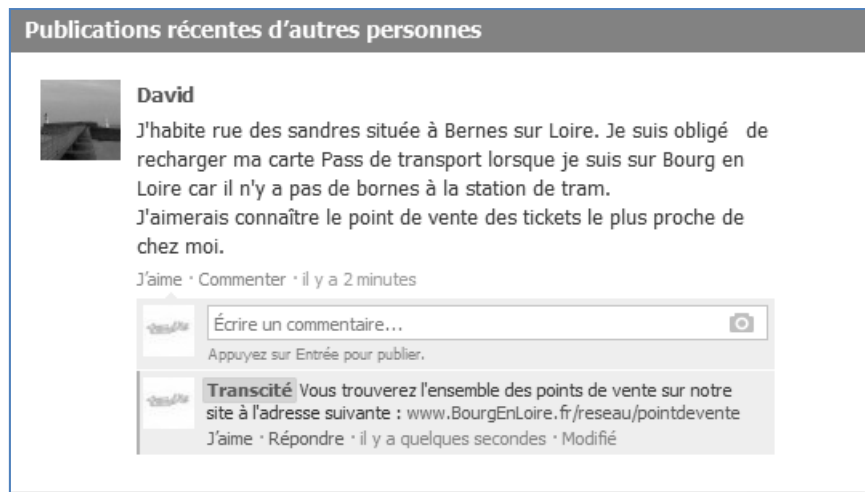 Publications récentes d'autres personnes
David
J'habite rue des sandres située à Bernes sur Loire. Je suis obligé de
recharger ma carte Pass de transport lorsque je suis sur Bourg en
Loire car il n'y a pas de bornes à la station de tram.
J'aimerais connaître le point de vente des tickets le plus proche de
chez moi.
J'aime · Commenter · il y a 2 minutes
Écrire un commentaire...
Appuyez sur Entrée pour publier.
Transcité Vous trouverez l'ensemble des points de vente sur notre
site à l'adresse suivante : www.BourgEnLoire.fr/reseau/pointdevente
J'aime · Répondre · il y a quelques secondes · Modifié